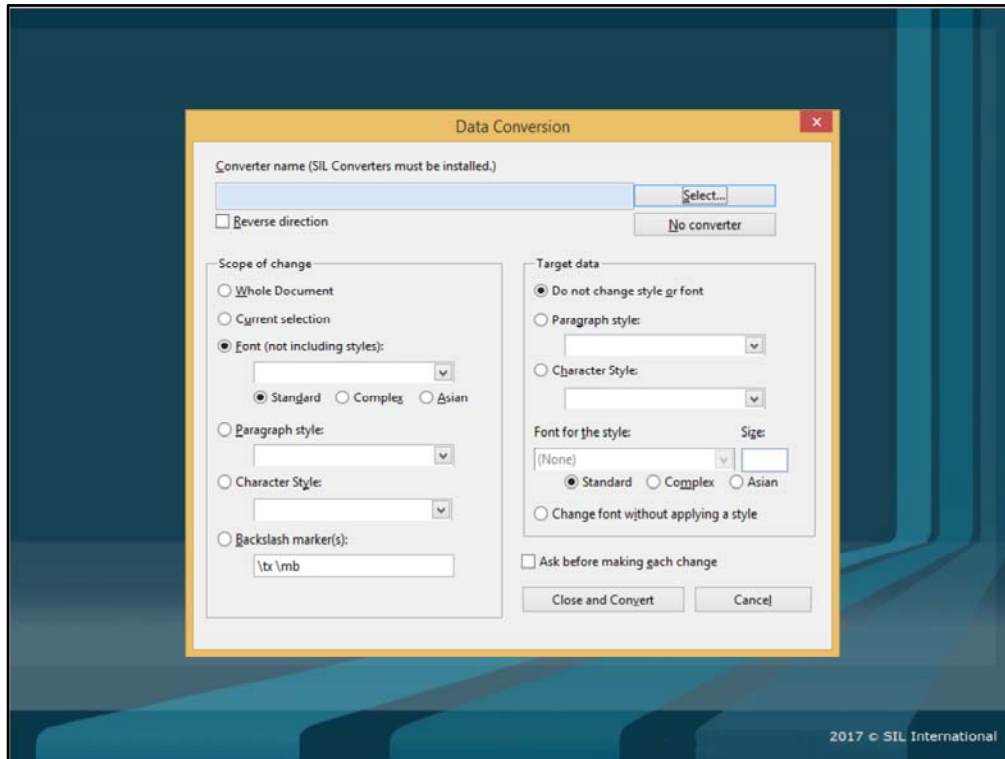 Data Conversion
x
Converter name (SIL Converters must be installed.)
Select...
Reverse direction
No converter
Scope of change
Whole Document
Current selection
Font (not including styles):
Standard Complex Asian
Paragraph style:
Character Style:
Backslash marker(s):
\tx \mb
Target data
Do not change style or font
Paragraph style:
Character Style:
Font for the style: Size:
(None)
Standard Complex Asian
Change font without applying a style
Ask before making each change
Close and Convert Cancel
2017 © SIL International